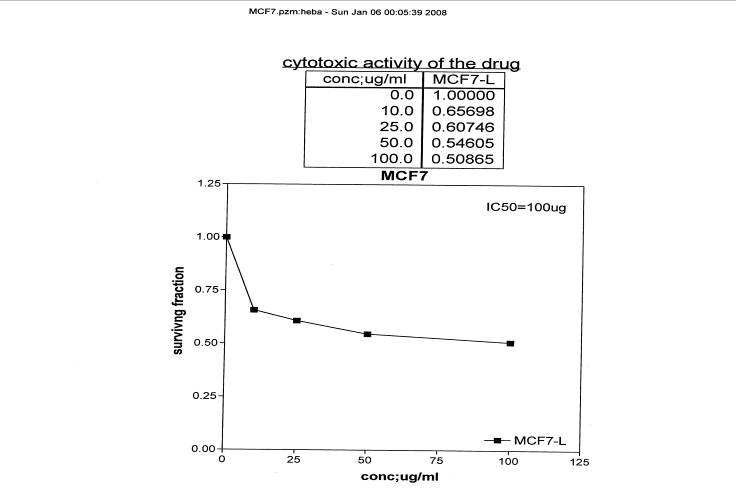 MCF7.pzm:heba - Sun Jan 06 00:05:39 2008
cytotoxic activity of the drug
conc;ug/ml MCF7-L
0.0 1.00000
10.0 0.65698
25.0 0.60746
50.0 0.54605
100.0 0.50865
MCF7
1.25
IC50=100ug
1.00
0.75
survivng fraction
0.50
0.25
MCF7-L
0.00
0 25 50 75 100 125
conc;ug/ml